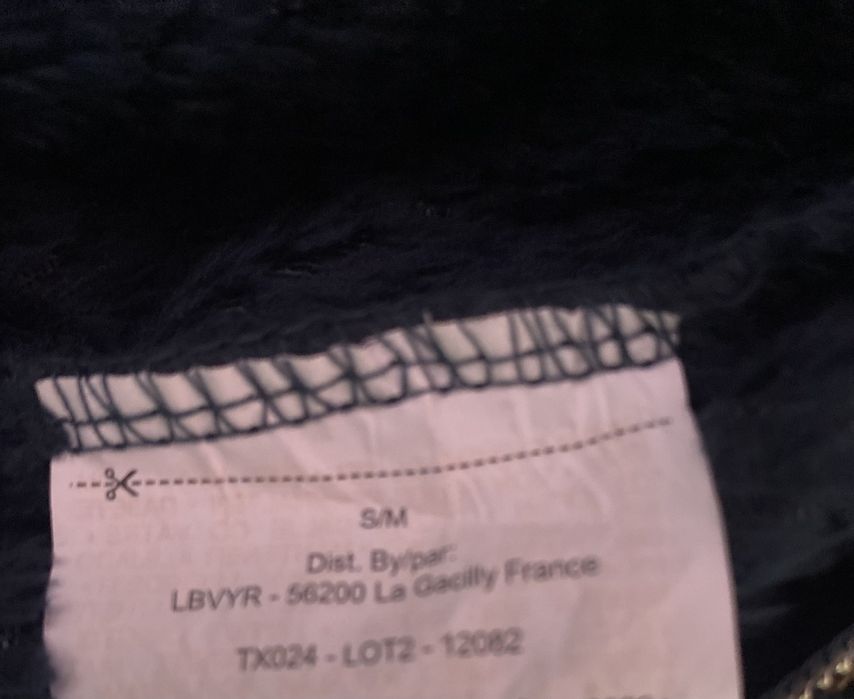 S/M
Dist. By/par:
LBVYR - 56200 La Gacilly France
TX024 - LOT2 - 12082